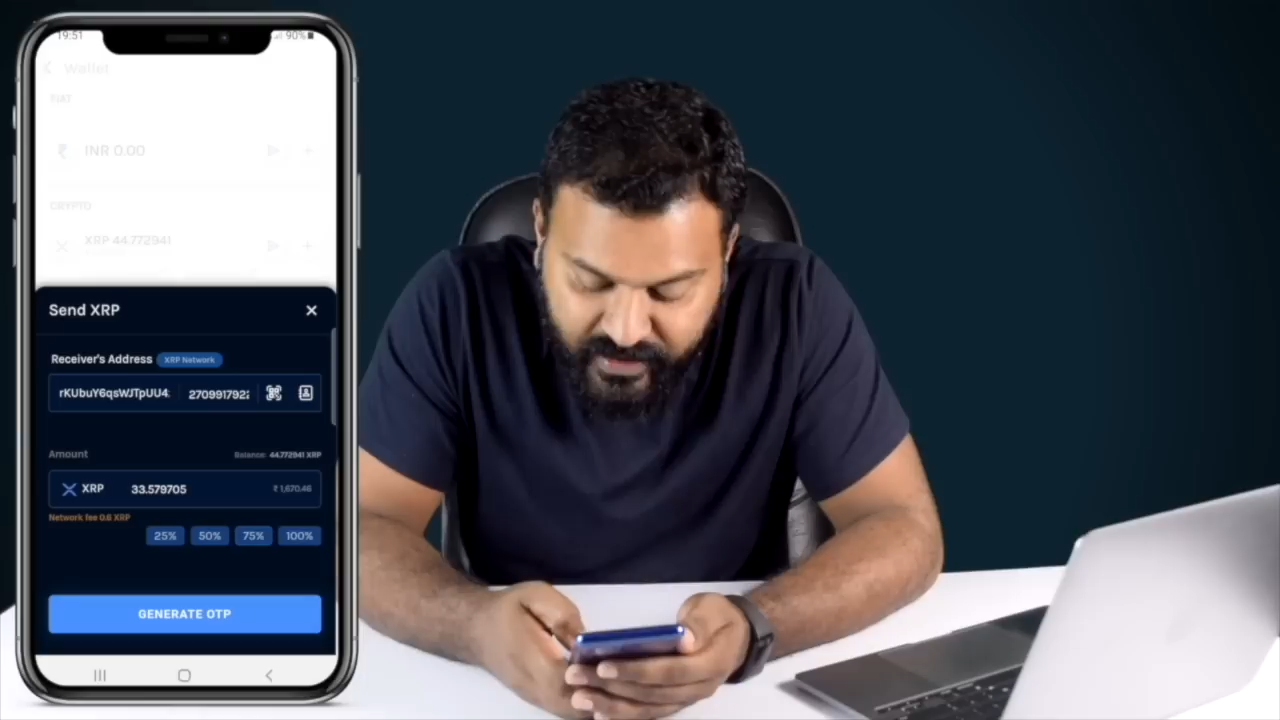 19:51 90%
Wallet
FIAT
₹ INR 0.00
CRYPTO
XRP 44.772941
Send XRP
Receiver's Address XRP Network
rKUbuY6qsWJTpUU4 270991792
Amount Balance: 44.772941 XRP
XRP 33.579705 ₹ 1,670.46
Network fee 0.6 XRP
25% 50% 75% 100%
GENERATE OTP